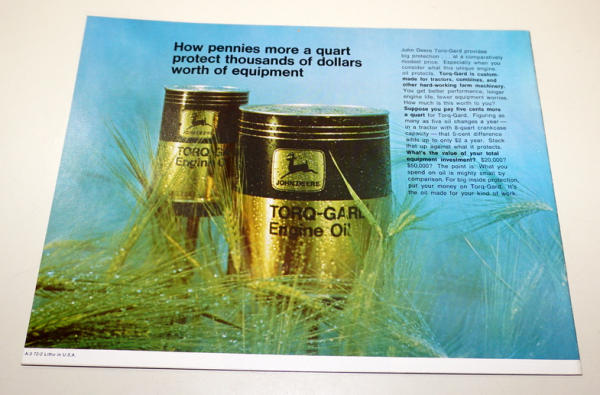 How pennies more a quart
protect thousands of dollars
worth of equipment
John Deere Torq-Gard provides
big protection . . . at a comparatively
modest price. Especially when you
consider what this unique engine
oil protects. Torq-Gard is custom-
made for tractors, combines, and
other hard-working farm machinery.
You get better performance, longer
engine life, fewer equipment worries.
How much is this worth to you?
Suppose you pay five cents more
a quart for Torq-Gard. Figuring as
many as five oil changes a year—
in a tractor with 8-quart crankcase
capacity—that 5-cent difference
adds up to only $2 a year. Stack
that up against what it protects.
What's the value of your total
equipment investment? $20,000?
$50,000? The point is: What you
spend on oil is mighty small by
comparison. For big inside protection,
put your money on Torq-Gard. It's
the oil made for your kind of work.
JOHN DEERE
TORQ-GARD
Engine Oil
TORQ-GAR
Engine Oil
A-3 72-2 Litho in U.S.A.